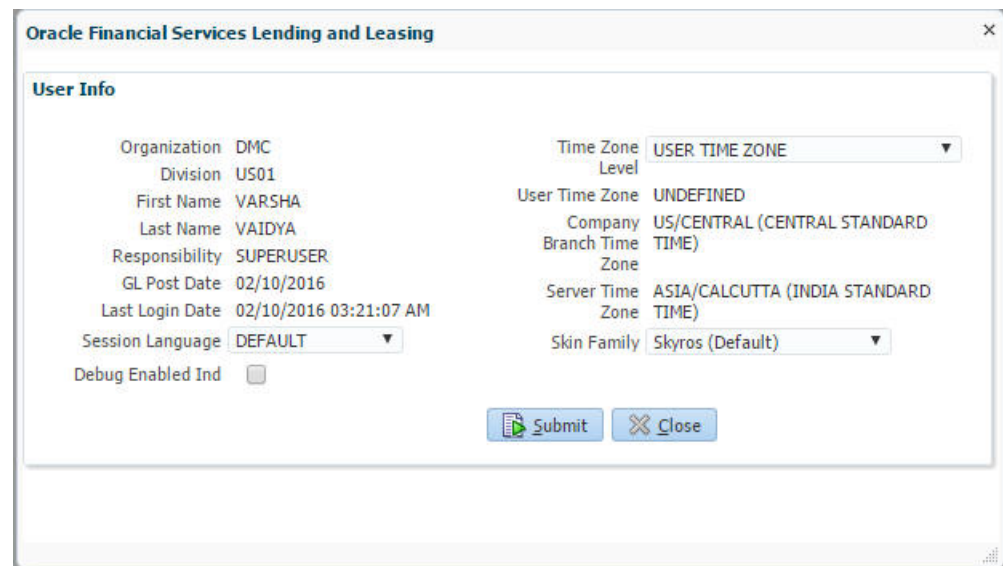 Oracle Financial Services Lending and Leasing
User Info
Organization DMC
Division US01
First Name VARSHA
Last Name VAIDYA
Responsibility SUPERUSER
GL Post Date 02/10/2016
Last Login Date 02/10/2016 03:21:07 AM
Session Language DEFAULT
Debug Enabled Ind
Time Zone USER TIME ZONE
Level
User Time Zone UNDEFINED
Company US/CENTRAL (CENTRAL STANDARD
Branch Time TIME)
Zone
Server Time ASIA/CALCUTTA (INDIA STANDARD
Zone TIME)
Skin Family Skyros (Default)
Submit Close